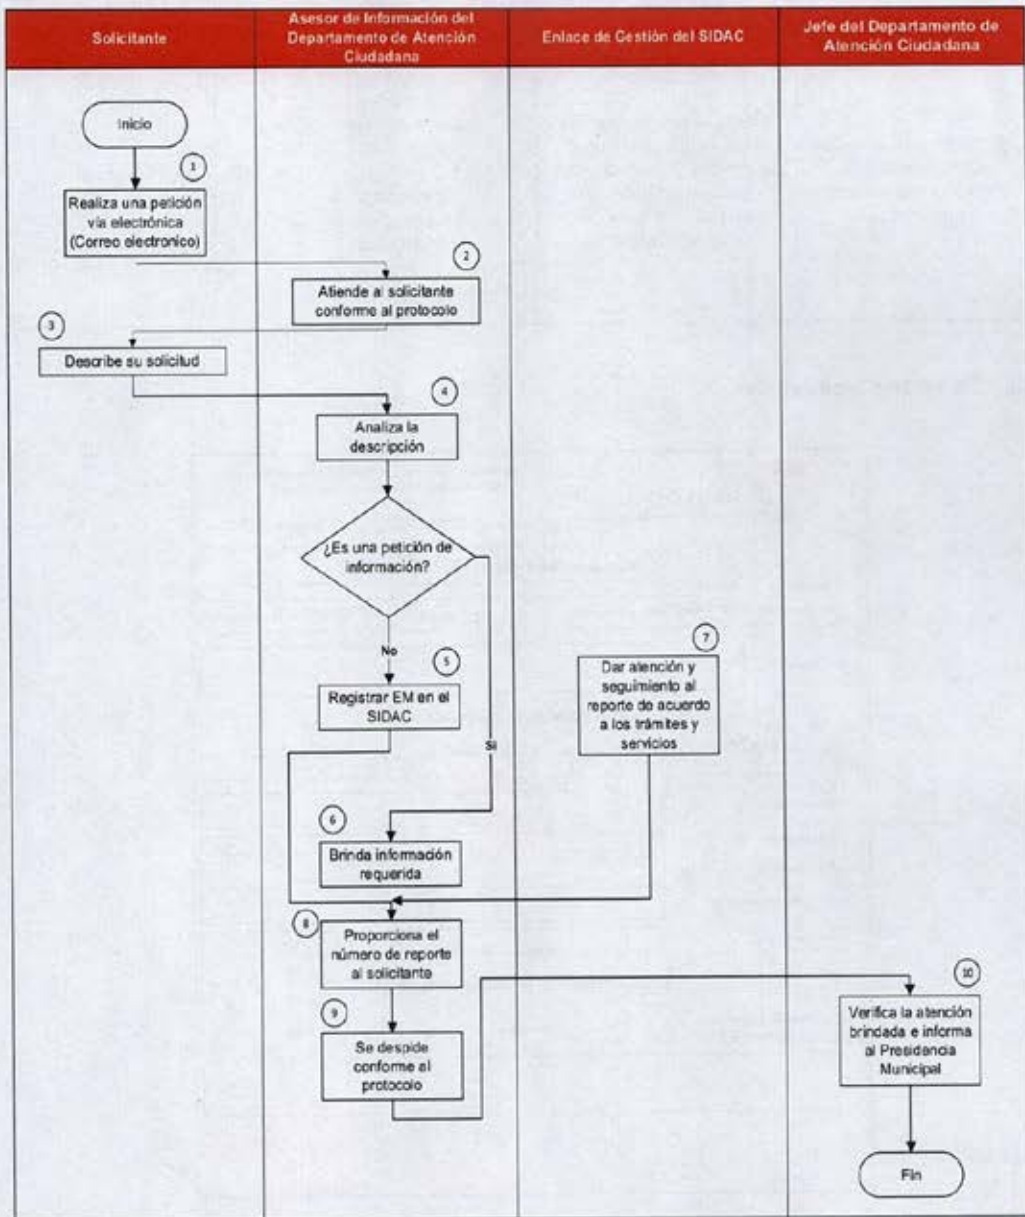 Solicitante
Asesor de Información del
Departamento de Atención
Ciudadana
Enlace de Gestión del SIDAC
Jefe del Departamento de
Atención Ciudadana
Inicio
1
Realiza una petición
vía electrónica
(Correo electronico)
2
Atiende al solicitante
conforme al protocolo
3
Describe su solicitud
4
Analiza la
descripción
¿Es una petición de
información?
No
Si
5
Registrar EM en el
SIDAC
7
Dar atención y
seguimiento al
reporte de acuerdo
a los trámites y
servicios
6
Brinda información
requerida
8
Proporciona el
número de reporte
al solicitante
9
Se despide
conforme al
protocolo
10
Verifica la atención
brindada e informa
al Presidencia
Municipal
Fin